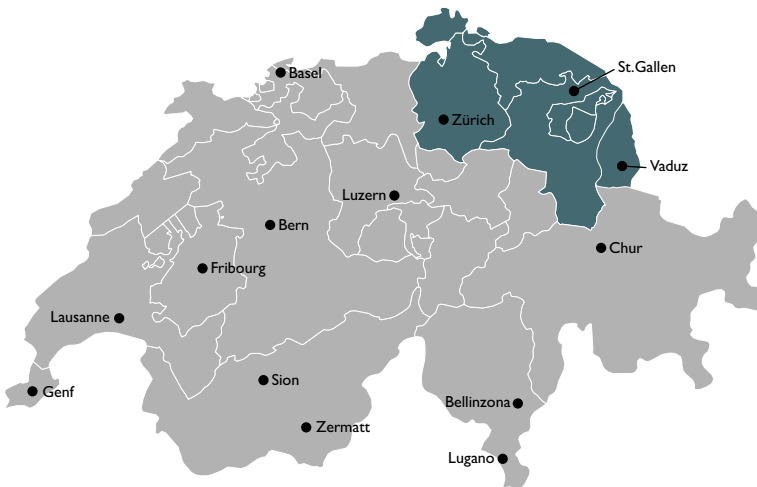 St.Gallen
Basel
Zürich
Vaduz
Luzern
Bern
Chur
Fribourg
Lausanne
Sion
Genf
Bellinzona
Zermatt
Lugano